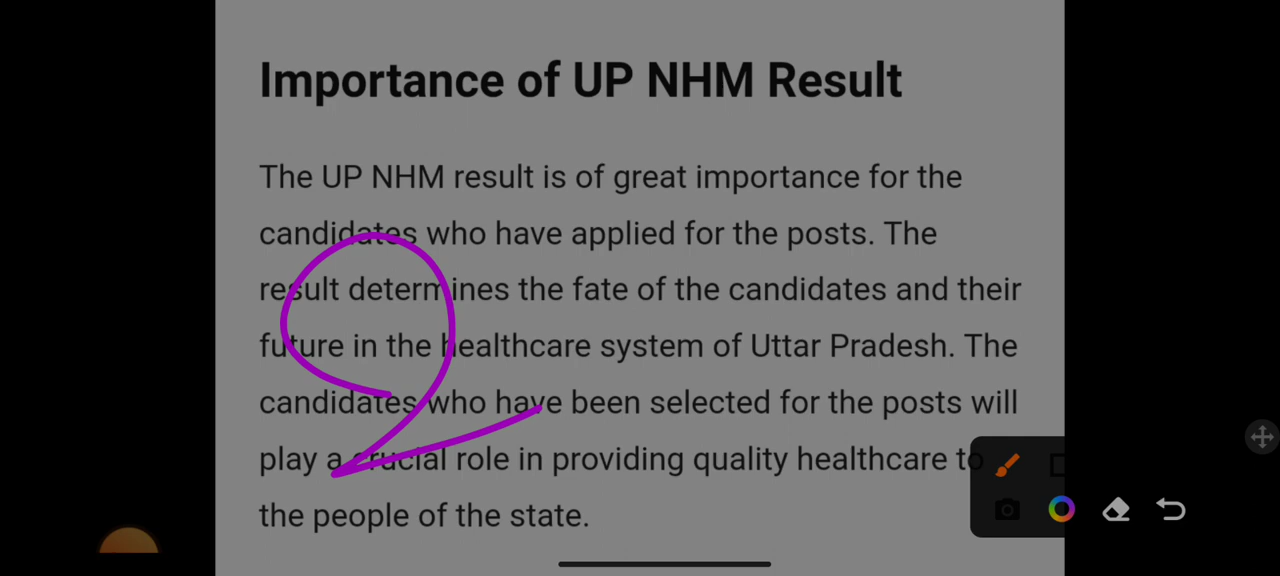 Importance of UP NHM Result
The UP NHM result is of great importance for the
candidates who have applied for the posts. The
result determines the fate of the candidates and their
future in the healthcare system of Uttar Pradesh. The
candidates who have been selected for the posts will
play a crucial role in providing quality healthcare to
the people of the state.